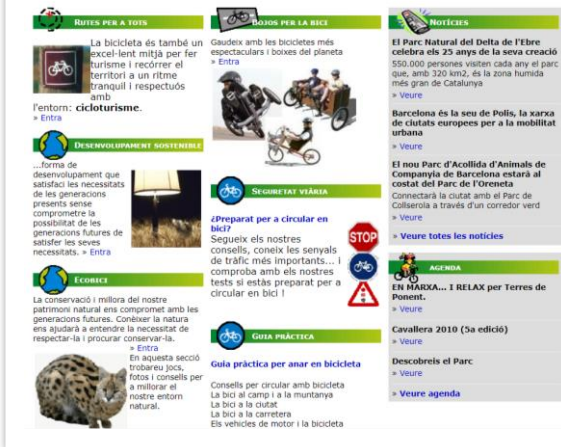 RUTES PER A TOTS
La bicicleta és també un
excel·lent mitjà per fer
turisme i recórrer el
territori a un ritme
tranquil i respectuós
amb
l'entorn: cicloturisme.
» Entra
DESENVOLUPAMENT SOSTENIBLE
...forma de
desenvolupament que
satisfaci les necessitats
de les generacions
presents sense
comprometre la
possibilitat de les
generacions futures de
satisfer les seves
necessitats. » Entra
ECOBICI
La conservació i millora del nostre
patrimoni natural ens compromet amb les
generacions futures. Conèixer la natura
ens ajudarà a entendre la necessitat de
respectar-la i procurar conservar-la.
» Entra
En aquesta secció
trobareu jocs,
fotos i consells per
a millorar el
nostre entorn
natural.
BOJOS PER LA BICI
Gaudeix amb les bicicletes més
espectaculars i boixes del planeta
» Entra
SEGURETAT VIÀRIA
¿Preparat per a circular en
bici?
Segueix els nostres
consells, coneix les senyals
de tràfic més importants... i
comproba amb els nostres
tests si estàs preparat per a
circular en bici !
STOP
GUIA PRÀCTICA
Guia pràctica per anar en bicicleta
Consells per circular amb bicicleta
La bici al camp i a la muntanya
La bici a la ciutat
La bici a la carretera
Els vehicles de motor i la bicicleta
NOTÍCIES
El Parc Natural del Delta de l'Ebre
celebra els 25 anys de la seva creació
550.000 persones visiten cada any el parc
que, amb 320 km2, és la zona humida
més gran de Catalunya
» Veure
Barcelona és la seu de Polis, la xarxa
de ciutats europees per a la mobilitat
urbana
» Veure
El nou Parc d'Acollida d'Animals de
Companyia de Barcelona estarà al
costat del Parc de l'Oreneta
Connectarà la ciutat amb el Parc de
Collserola a través d'un corredor verd
» Veure
» Veure totes les notícies
AGENDA
EN MARXA... I RELAX per Terres de
Ponent.
» Veure
Cavallera 2010 (5a edició)
» Veure
Descobreis el Parc
» Veure
» Veure agenda